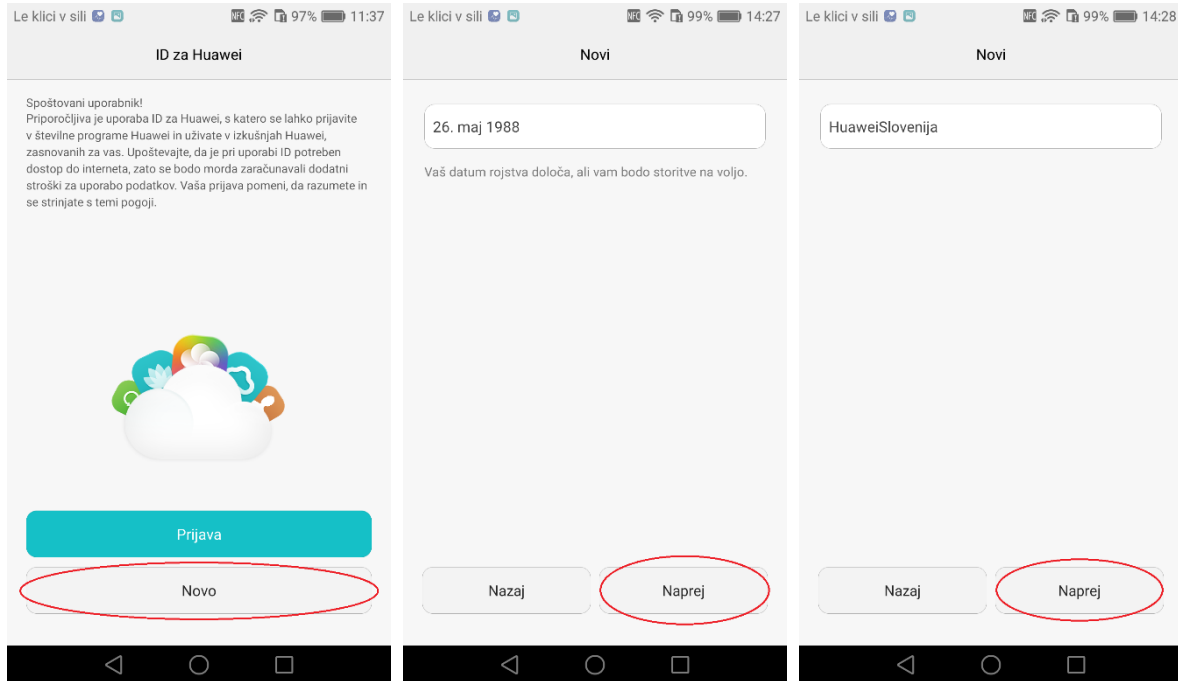 Le klici v sili NFC 97% 11:37
ID za Huawei
Spoštovani uporabnik!
Priporočljiva je uporaba ID za Huawei, s katero se lahko prijavite
v številne programe Huawei in uživate v izkušnjah Huawei,
zasnovanih za vas. Upoštevajte, da je pri uporabi ID potreben
dostop do interneta, zato se bodo morda zaračunavali dodatni
stroški za uporabo podatkov. Vaša prijava pomeni, da razumete in
se strinjate s temi pogoji.
Prijava
Novo
Le klici v sili NFC 99% 14:27
Novi
26. maj 1988
Vaš datum rojstva določa, ali vam bodo storitve na voljo.
Nazaj
Naprej
Le klici v sili NFC 99% 14:28
Novi
HuaweiSlovenija
Nazaj
Naprej